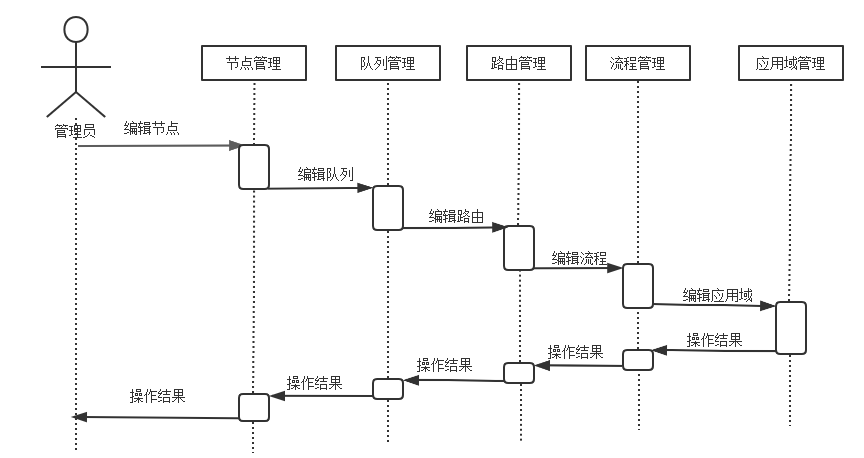 节点管理
队列管理
路由管理
流程管理
应用域管理
管理员
编辑节点
编辑队列
编辑路由
编辑流程
编辑应用域
操作结果
操作结果
操作结果
操作结果
操作结果